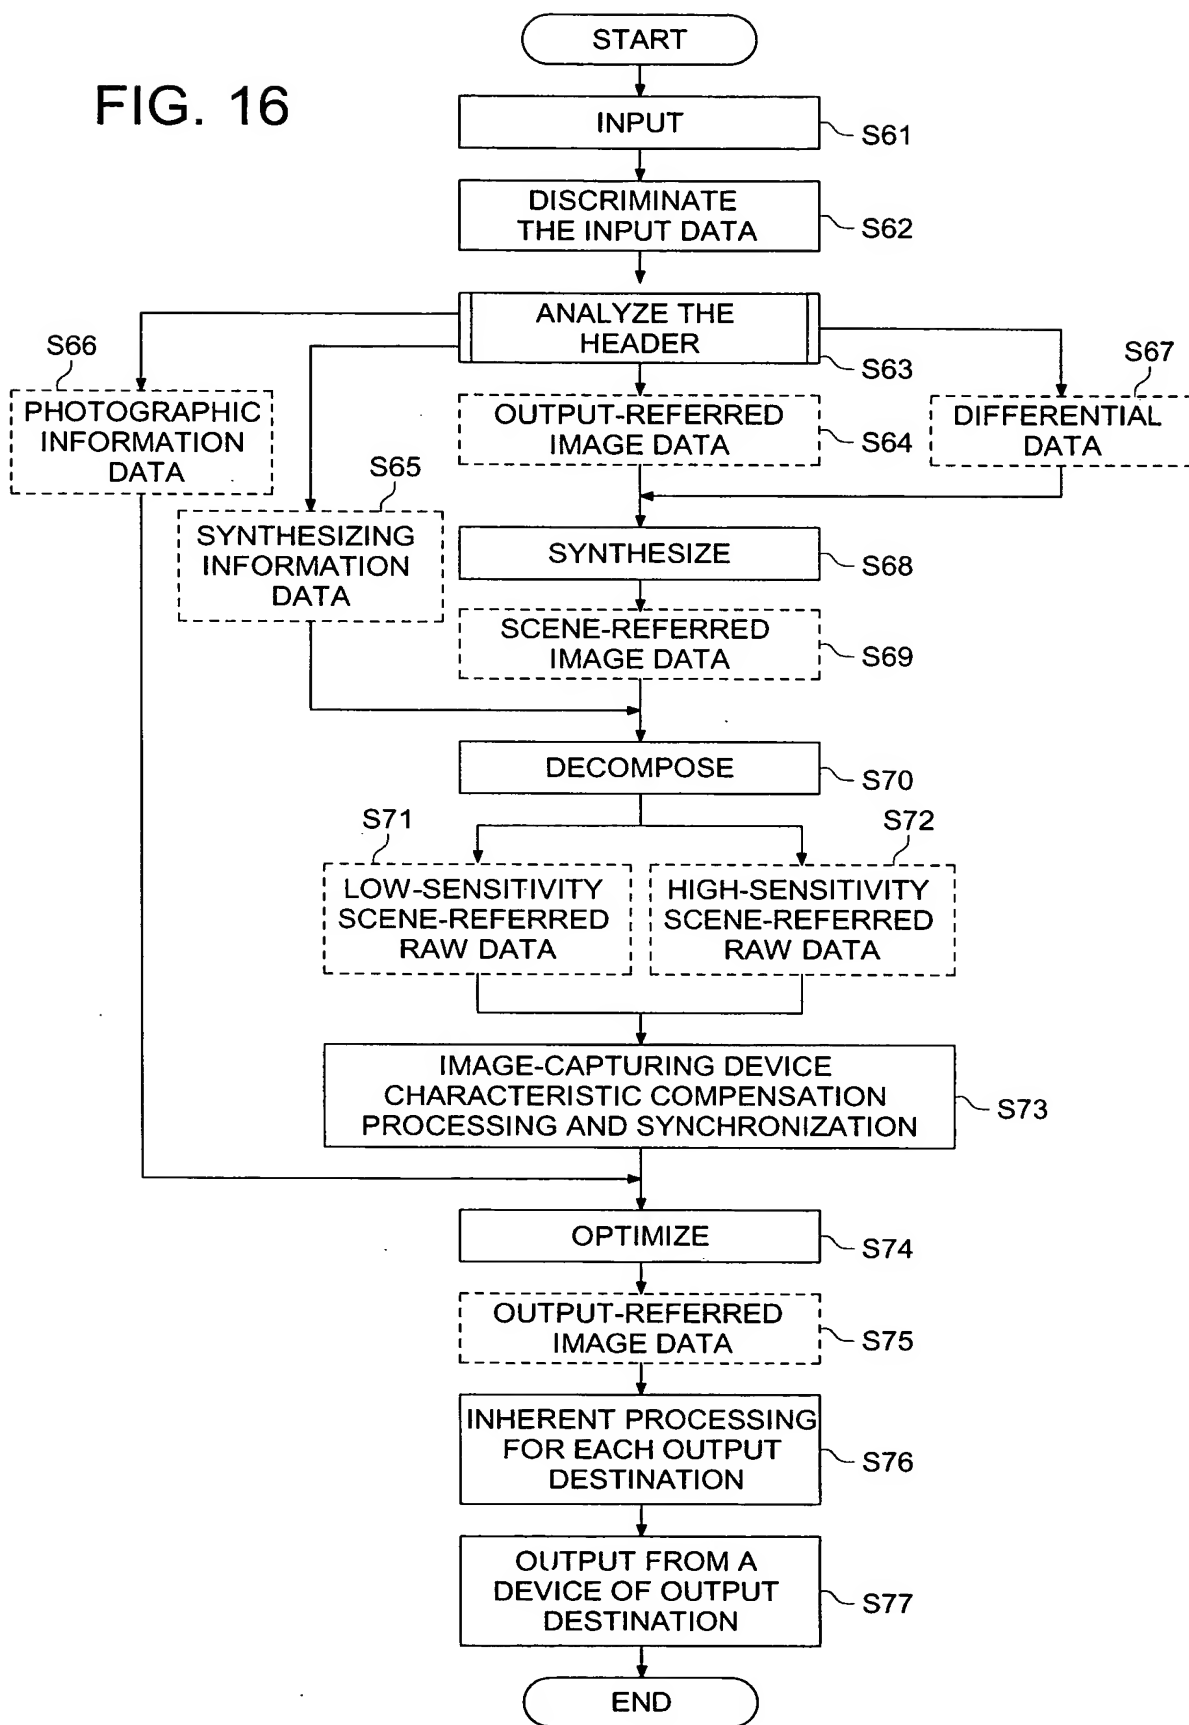 FIG. 16
START
INPUT
S61
DISCRIMINATE
THE INPUT DATA
S62
ANALYZE THE
HEADER
S63
S66
PHOTOGRAPHIC
INFORMATION
DATA
S65
SYNTHESIZING
INFORMATION
DATA
OUTPUT-REFERRED
IMAGE DATA
S64
S67
DIFFERENTIAL
DATA
SYNTHESIZE
S68
SCENE-REFERRED
IMAGE DATA
S69
DECOMPOSE
S70
S71
LOW-SENSITIVITY
SCENE-REFERRED
RAW DATA
S72
HIGH-SENSITIVITY
SCENE-REFERRED
RAW DATA
IMAGE-CAPTURING DEVICE
CHARACTERISTIC COMPENSATION
PROCESSING AND SYNCHRONIZATION
S73
OPTIMIZE
S74
OUTPUT-REFERRED
IMAGE DATA
S75
INHERENT PROCESSING
FOR EACH OUTPUT
DESTINATION
S76
OUTPUT FROM A
DEVICE OF OUTPUT
DESTINATION
S77
END